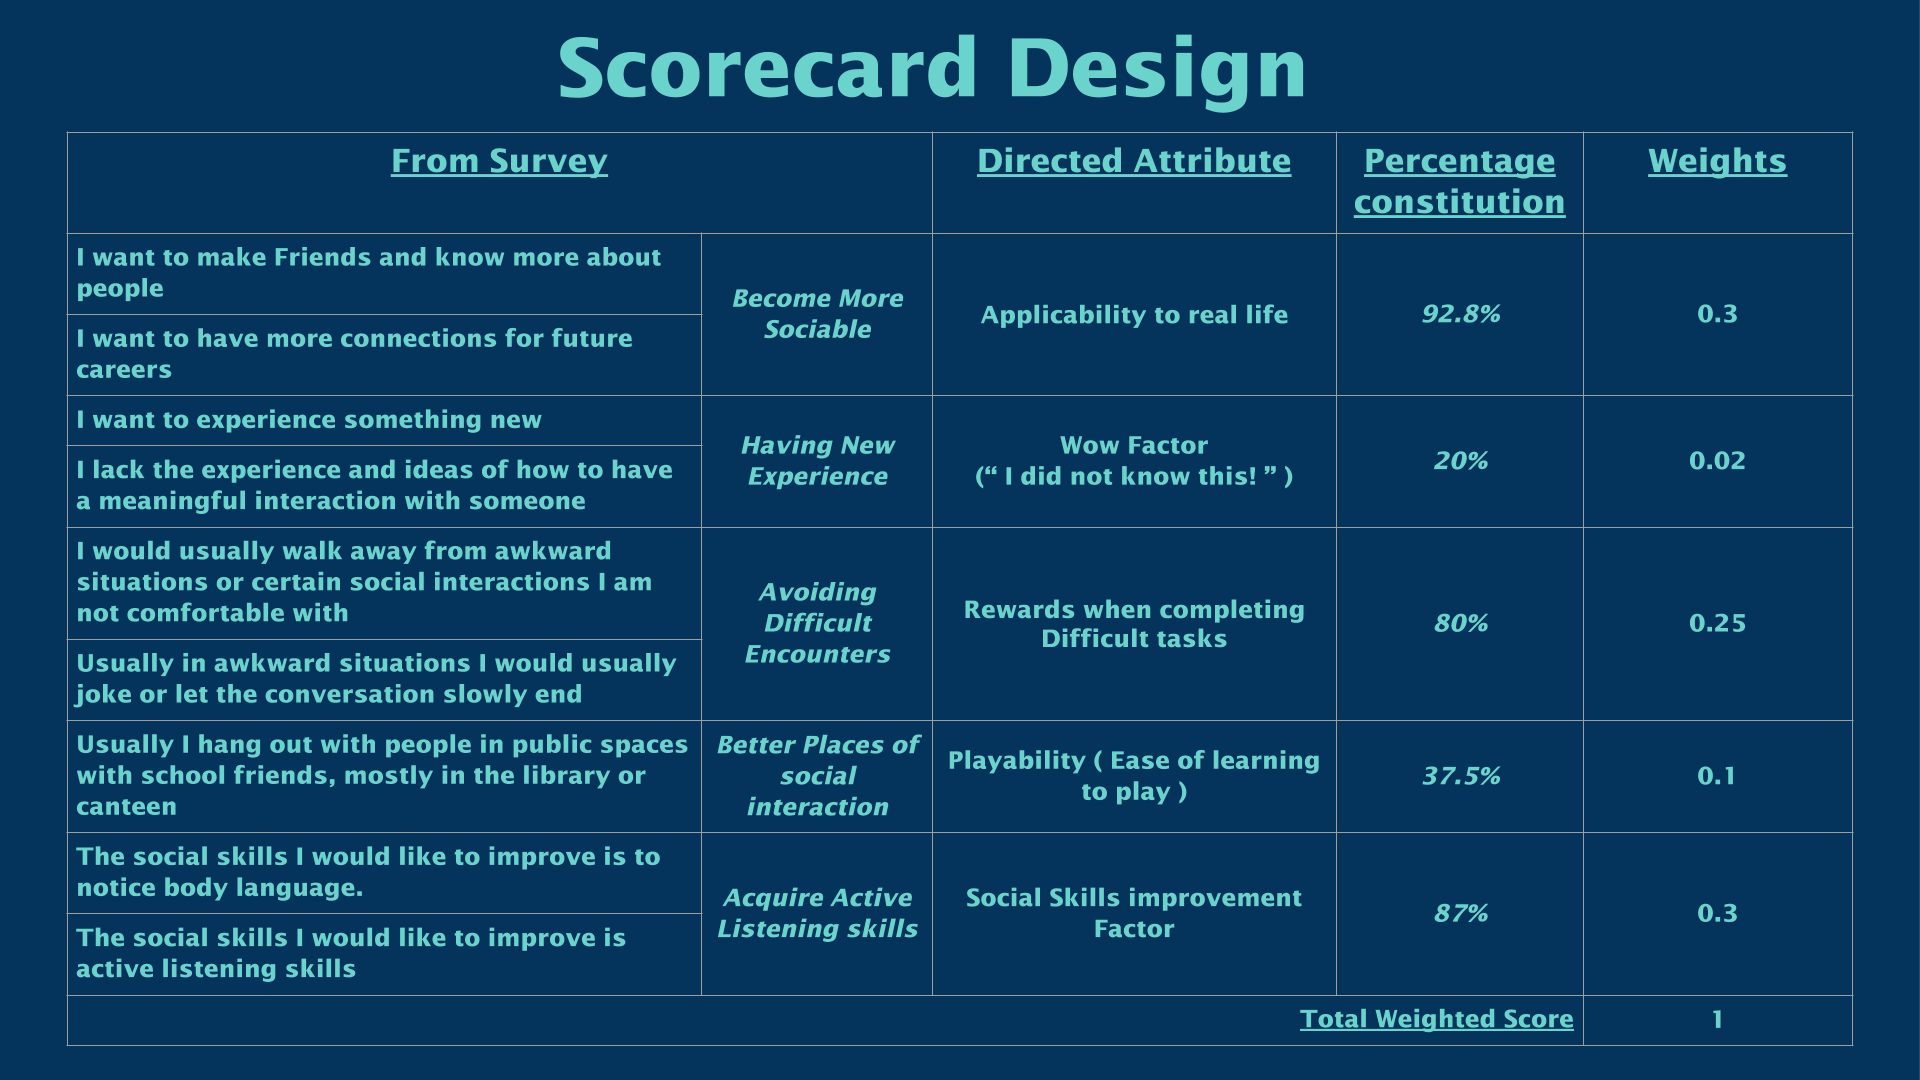 Scorecard Design
From Survey
Directed Attribute
Percentage
constitution
Weights
I want to make Friends and know more about
people
I want to have more connections for future
careers
Become More
Sociable
Applicability to real life
92.8%
0.3
I want to experience something new
I lack the experience and ideas of how to have
a meaningful interaction with someone
Having New
Experience
Wow Factor
(“ I did not know this! ” )
20%
0.02
I would usually walk away from awkward
situations or certain social interactions I am
not comfortable with
Usually in awkward situations I would usually
joke or let the conversation slowly end
Avoiding
Difficult
Encounters
Rewards when completing
Difficult tasks
80%
0.25
Usually I hang out with people in public spaces
with school friends, mostly in the library or
canteen
Better Places of
social
interaction
Playability ( Ease of learning
to play )
37.5%
0.1
The social skills I would like to improve is to
notice body language.
The social skills I would like to improve is
active listening skills
Acquire Active
Listening skills
Social Skills improvement
Factor
87%
0.3
Total Weighted Score
1